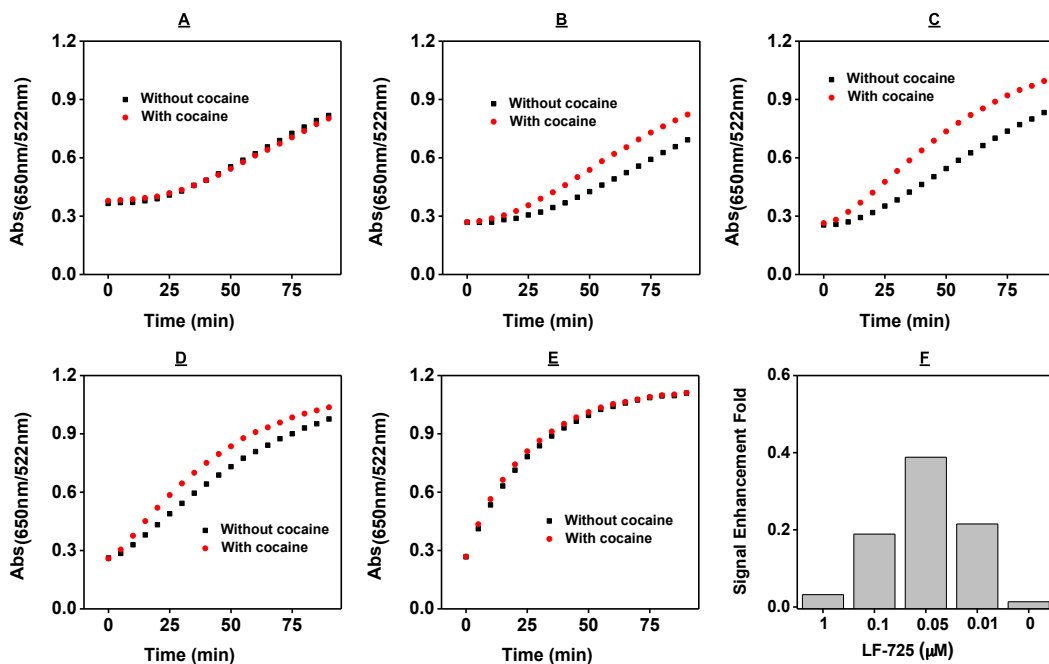 A
1.2
0.9
0.6
0.3
0.0
Abs(650nm/522nm)
Without cocaine
With cocaine
0 25 50 75
Time (min)
B
1.2
0.9
0.6
0.3
0.0
Abs(650nm/522nm)
Without cocaine
With cocaine
0 25 50 75
Time (min)
C
1.2
0.9
0.6
0.3
0.0
Abs(650nm/522nm)
Without cocaine
With cocaine
0 25 50 75
Time (min)
D
1.2
0.9
0.6
0.3
0.0
Abs(650nm/522nm)
Without cocaine
With cocaine
0 25 50 75
Time (min)
E
1.2
0.9
0.6
0.3
0.0
Abs(650nm/522nm)
Without cocaine
With cocaine
0 25 50 75
Time (min)
F
0.6
0.4
0.2
0.0
Signal Enhancement Fold
1 0.1 0.05 0.01 0
LF-725 (μM)